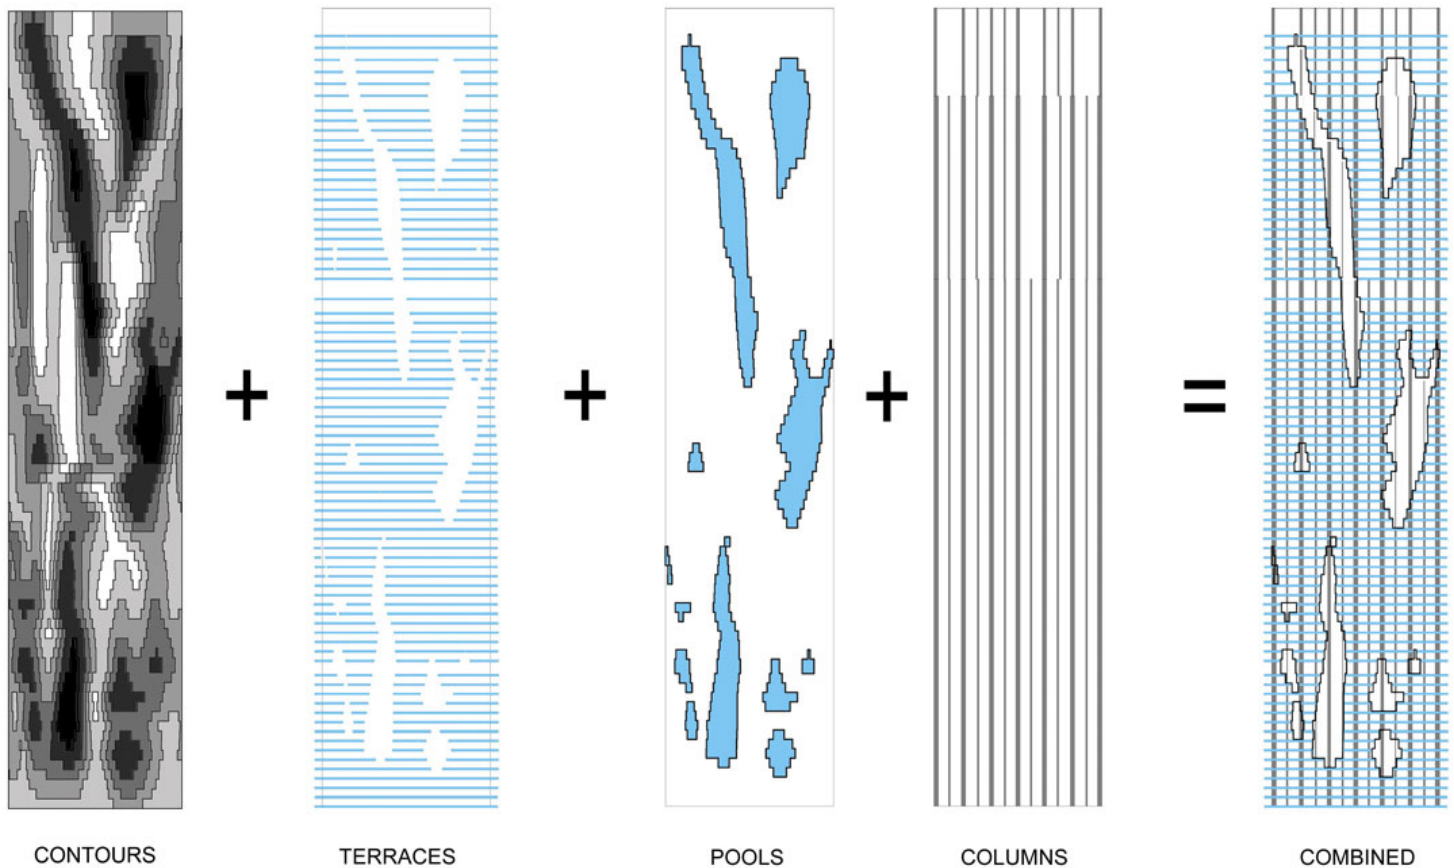 + + + =
CONTOURS TERRACES POOLS COLUMNS COMBINED